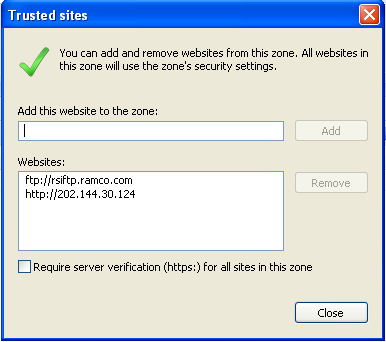 Trusted sites
You can add and remove websites from this zone. All websites in
this zone will use the zone's security settings.
Add this website to the zone:
Add
Websites:
ftp://rsiftp.ramco.com
http://202.144.30.124
Remove
Require server verification (https:) for all sites in this zone
Close